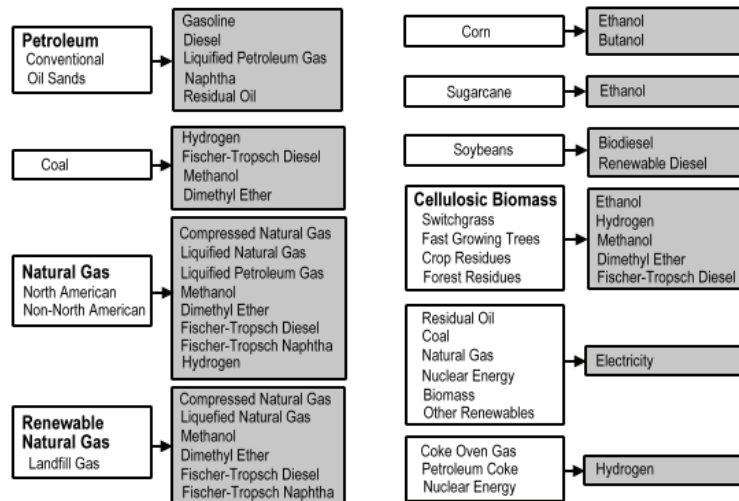 Petroleum
Conventional
Oil Sands
Gasoline
Diesel
Liquified Petroleum Gas
Naphtha
Residual Oil
Coal
Hydrogen
Fischer-Tropsch Diesel
Methanol
Dimethyl Ether
Natural Gas
North American
Non-North American
Compressed Natural Gas
Liquified Natural Gas
Liquified Petroleum Gas
Methanol
Dimethyl Ether
Fischer-Tropsch Diesel
Fischer-Tropsch Naphtha
Hydrogen
Renewable
Natural Gas
Landfill Gas
Compressed Natural Gas
Liquefied Natural Gas
Methanol
Dimethyl Ether
Fischer-Tropsch Diesel
Fischer-Tropsch Naphtha
Corn
Ethanol
Butanol
Sugarcane
Ethanol
Soybeans
Biodiesel
Renewable Diesel
Cellulosic Biomass
Switchgrass
Fast Growing Trees
Crop Residues
Forest Residues
Ethanol
Hydrogen
Methanol
Dimethyl Ether
Fischer-Tropsch Diesel
Residual Oil
Coal
Natural Gas
Nuclear Energy
Biomass
Other Renewables
Electricity
Coke Oven Gas
Petroleum Coke
Nuclear Energy
Hydrogen